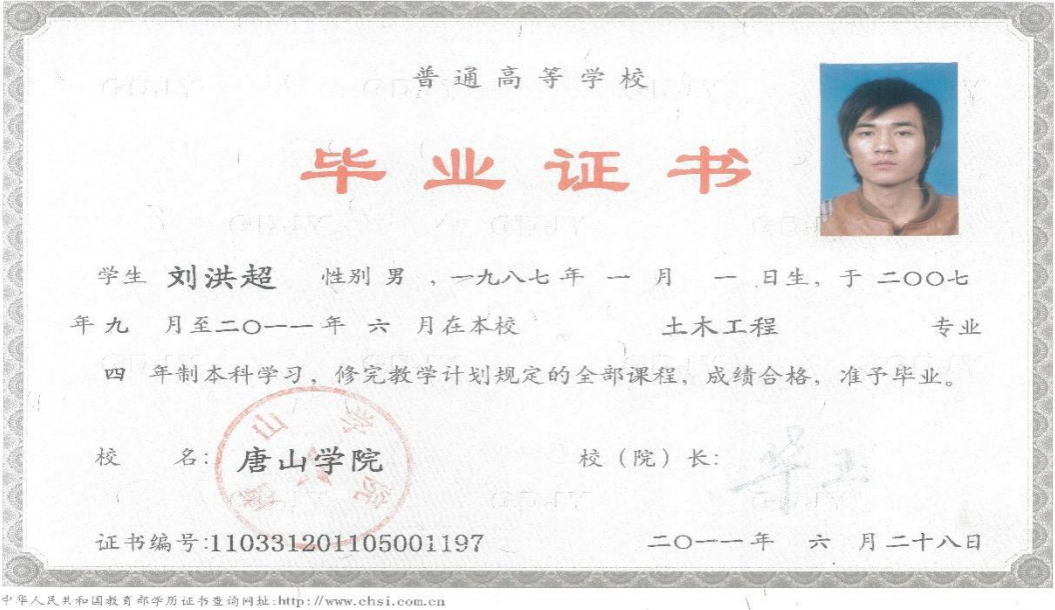 普通高等学校
毕业证书
学生 刘洪超 性别 男 ，一九八七 年 一 月 一 日生，于 二〇〇七
年 九 月至二〇一一 年 六 月在本校 土木工程 专业
四 年制本科学习，修完教学计划规定的全部课程，成绩合格，准予毕业。
校 名： 唐山学院 校（院）长：
唐山学院
证书编号:110331201105001197 二〇一一 年 六 月 二十八日
中华人民共和国教育部学历证书查询网址:http://www.chsi.com.cn